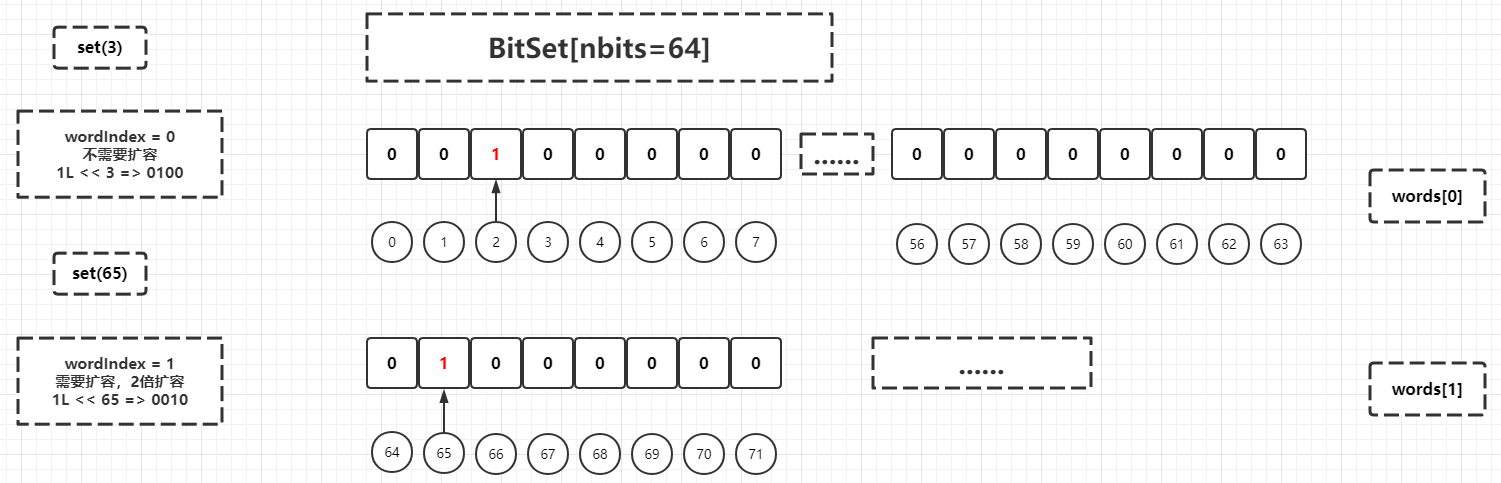 set(3)
BitSet[nbits=64]
wordIndex = 0
不需要扩容
1L << 3 => 0100
0 0 1 0 0 0 0 0 ...... 0 0 0 0 0 0 0 0
words[0]
0 1 2 3 4 5 6 7 56 57 58 59 60 61 62 63
set(65)
wordIndex = 1
需要扩容，2倍扩容
1L << 65 => 0010
0 1 0 0 0 0 0 0 ......
words[1]
64 65 66 67 68 69 70 71